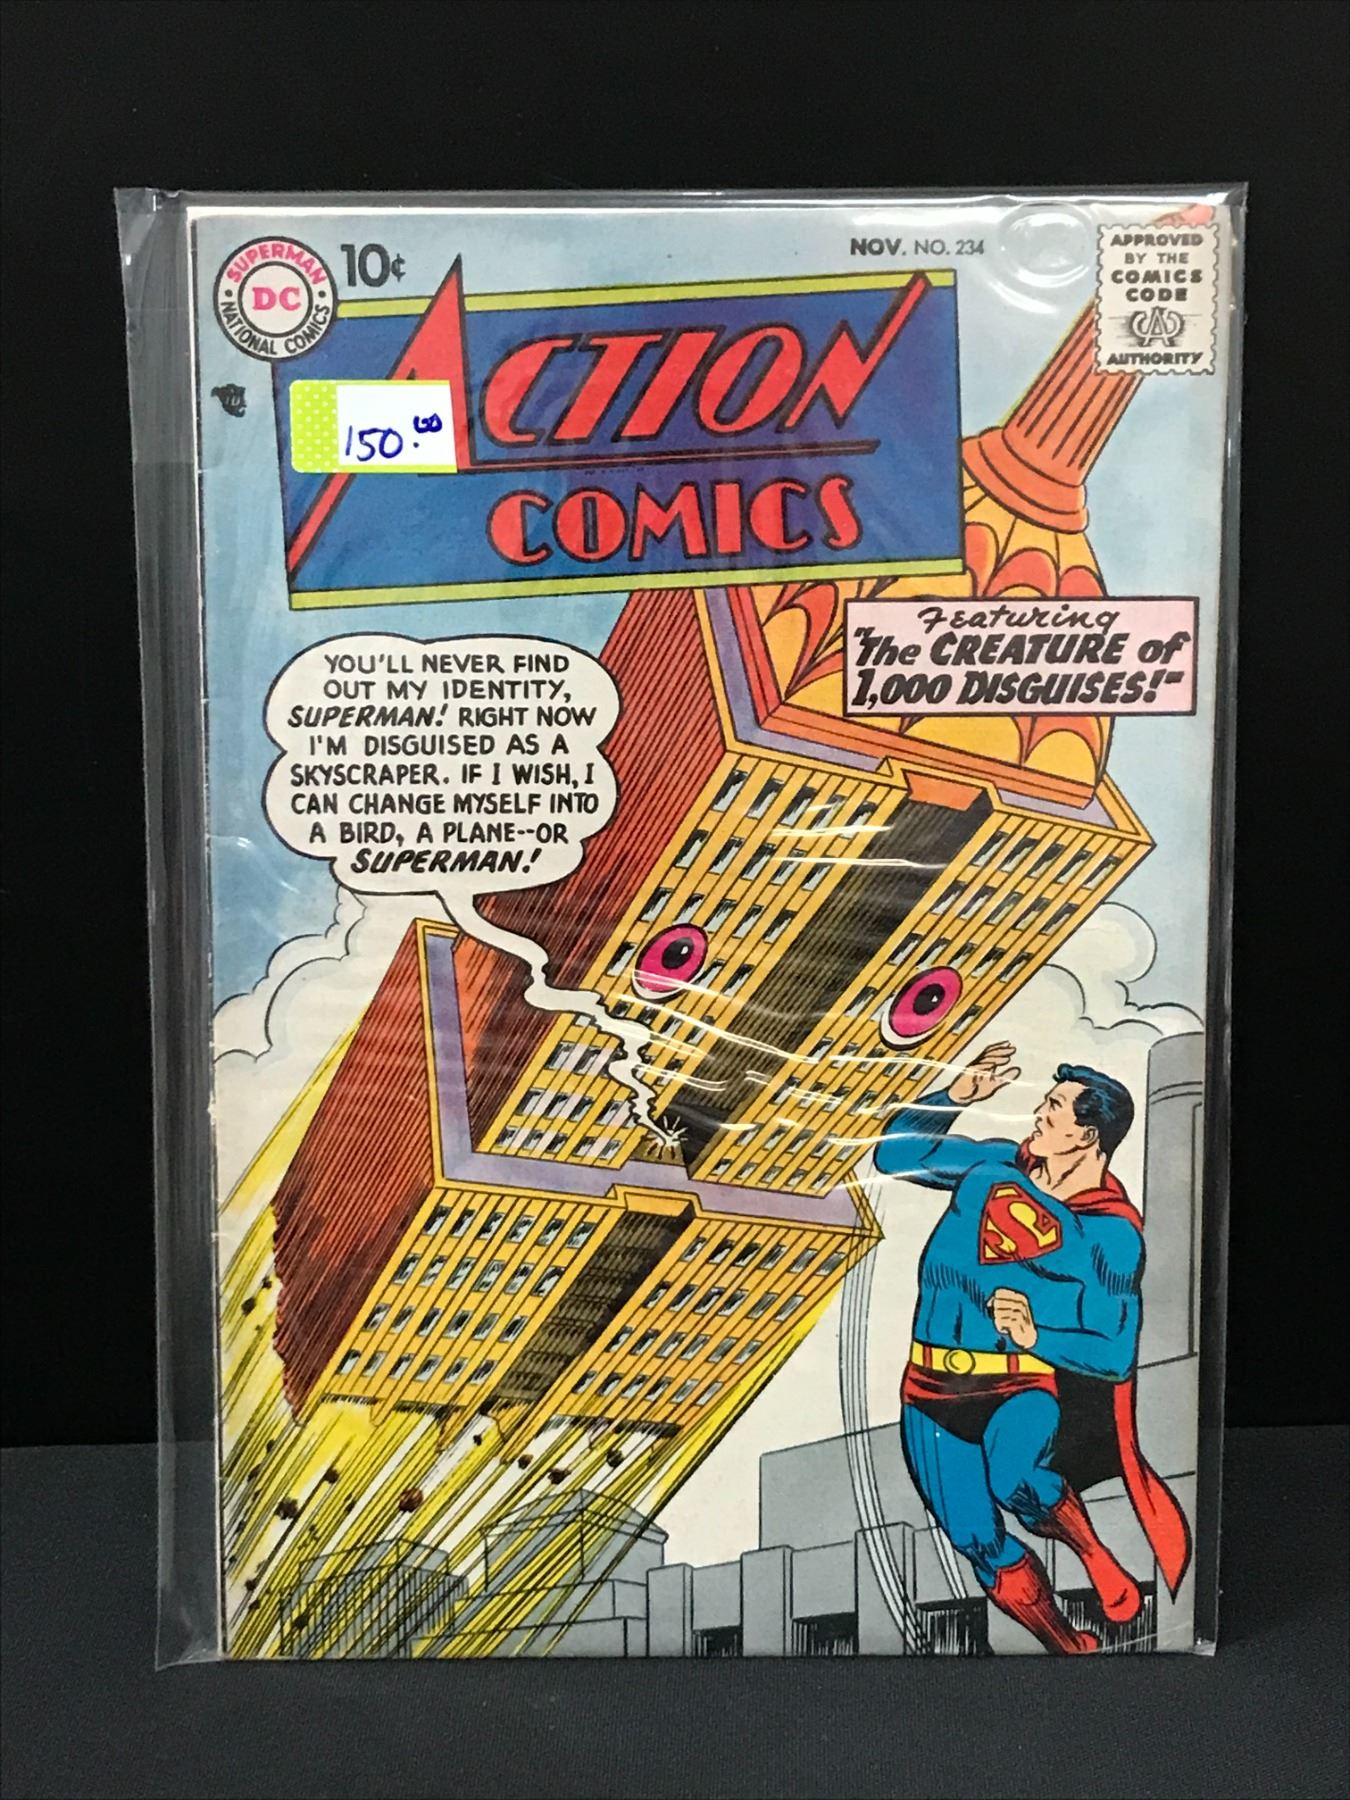 SUPERMAN
DC
NATIONAL COMICS
10¢
NOV. NO. 234
APPROVED
BY THE
COMICS
CODE
CA
AUTHORITY
150.00
ACTION
COMICS
Featuring
"The CREATURE of
1,000 DISGUISES!"
YOU'LL NEVER FIND
OUT MY IDENTITY,
SUPERMAN! RIGHT NOW
I'M DISGUISED AS A
SKYSCRAPER. IF I WISH, I
CAN CHANGE MYSELF INTO
A BIRD, A PLANE--OR
SUPERMAN!
S